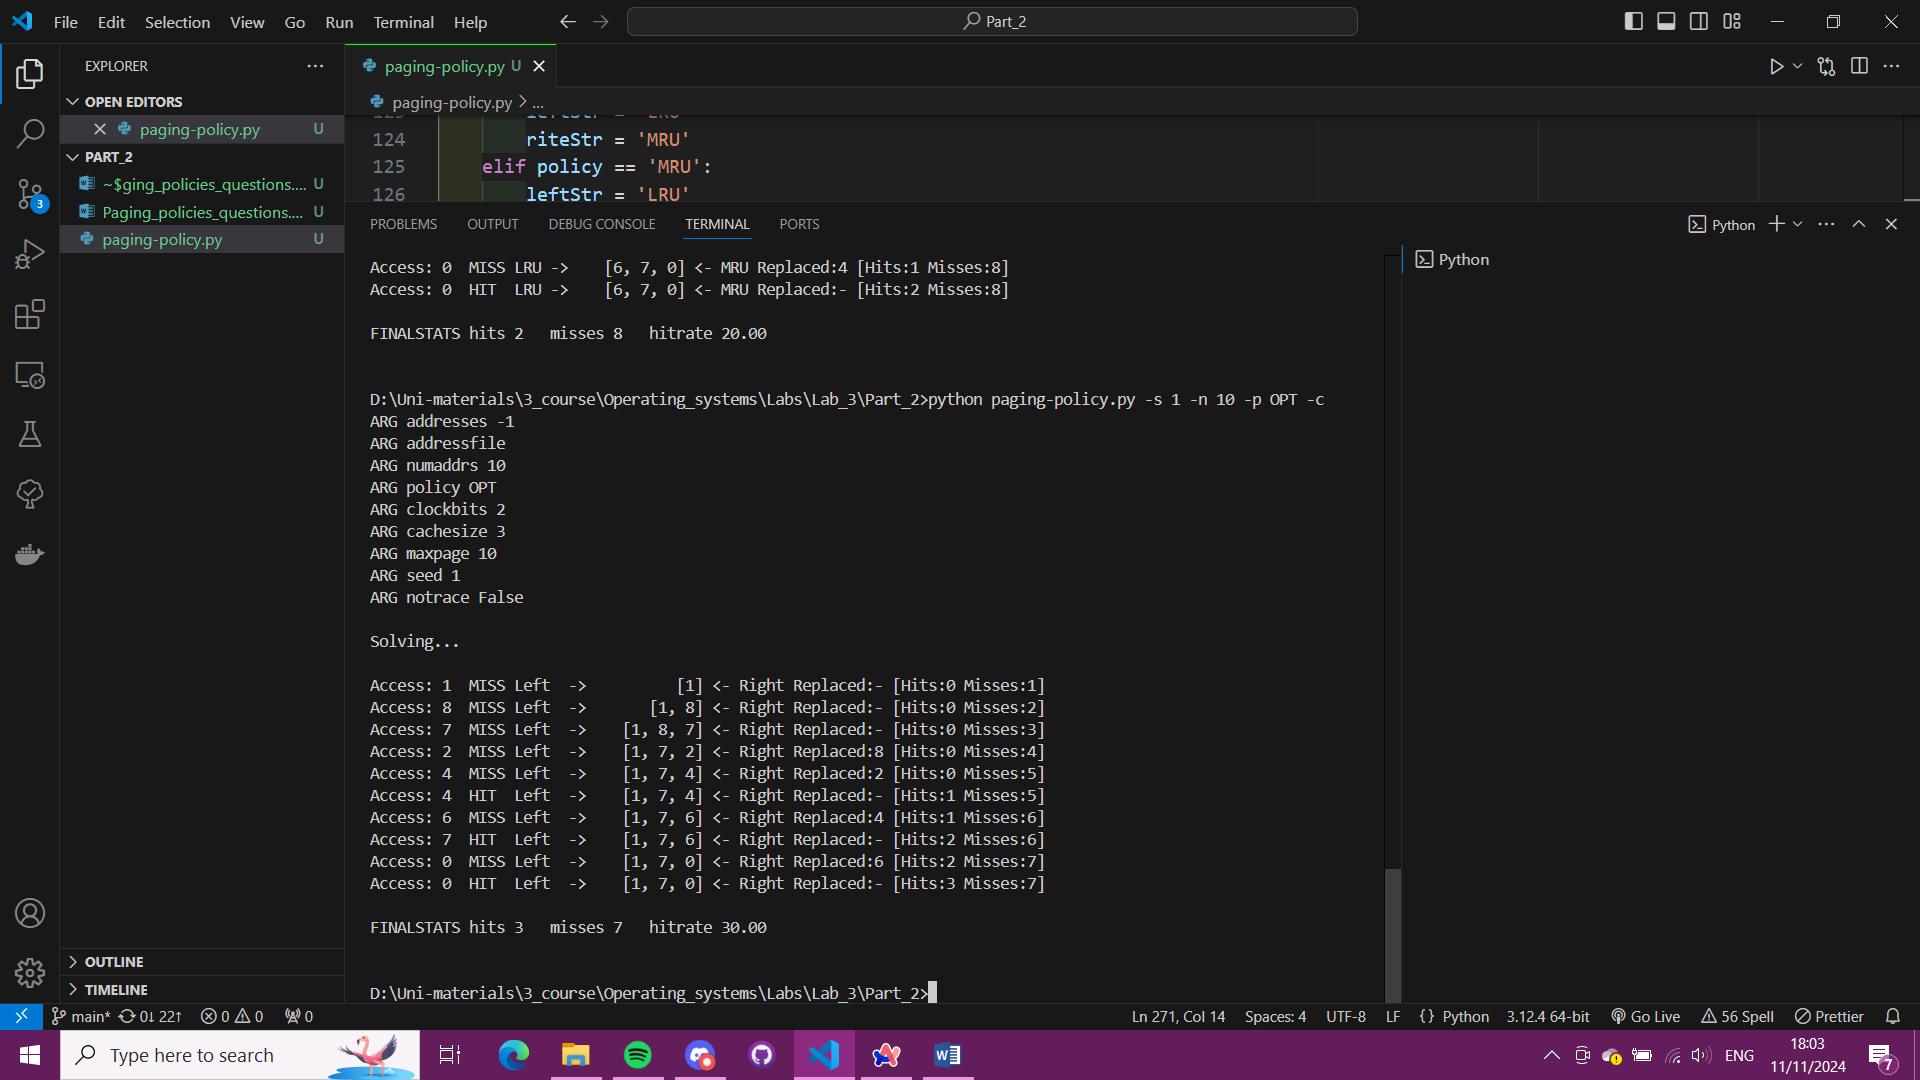 File Edit Selection View Go Run Terminal Help
Part_2
EXPLORER
OPEN EDITORS
paging-policy.py U
PART_2
~$ging_policies_questions.... U
Paging_policies_questions.... U
paging-policy.py U
OUTLINE
TIMELINE
paging-policy.py U
paging-policy.py > ...
124 riteStr = 'MRU'
125 elif policy == 'MRU':
126 leftStr = 'LRU'
PROBLEMS OUTPUT DEBUG CONSOLE TERMINAL PORTS
Python
Python
Access: 0  MISS LRU ->    [6, 7, 0] <- MRU Replaced:4 [Hits:1 Misses:8]
Access: 0  HIT  LRU ->    [6, 7, 0] <- MRU Replaced:- [Hits:2 Misses:8]
FINALSTATS hits 2   misses 8   hitrate 20.00
D:\Uni-materials\3_course\Operating_systems\Labs\Lab_3\Part_2>python paging-policy.py -s 1 -n 10 -p OPT -c
ARG addresses -1
ARG addressfile
ARG numaddrs 10
ARG policy OPT
ARG clockbits 2
ARG cachesize 3
ARG maxpage 10
ARG seed 1
ARG notrace False
Solving...
Access: 1  MISS Left  ->          [1] <- Right Replaced:- [Hits:0 Misses:1]
Access: 8  MISS Left  ->       [1, 8] <- Right Replaced:- [Hits:0 Misses:2]
Access: 7  MISS Left  ->    [1, 8, 7] <- Right Replaced:- [Hits:0 Misses:3]
Access: 2  MISS Left  ->    [1, 7, 2] <- Right Replaced:8 [Hits:0 Misses:4]
Access: 4  MISS Left  ->    [1, 7, 4] <- Right Replaced:2 [Hits:0 Misses:5]
Access: 4  HIT  Left  ->    [1, 7, 4] <- Right Replaced:- [Hits:1 Misses:5]
Access: 6  MISS Left  ->    [1, 7, 6] <- Right Replaced:4 [Hits:1 Misses:6]
Access: 7  HIT  Left  ->    [1, 7, 6] <- Right Replaced:- [Hits:2 Misses:6]
Access: 0  MISS Left  ->    [1, 7, 0] <- Right Replaced:6 [Hits:2 Misses:7]
Access: 0  HIT  Left  ->    [1, 7, 0] <- Right Replaced:- [Hits:3 Misses:7]
FINALSTATS hits 3   misses 7   hitrate 30.00
D:\Uni-materials\3_course\Operating_systems\Labs\Lab_3\Part_2>
3
main* 0↓ 22↑ 0 0 0 Ln 271, Col 14 Spaces: 4 UTF-8 LF {} Python 3.12.4 64-bit Go Live 56 Spell Prettier
Type here to search
ENG
18:03
11/11/2024
7